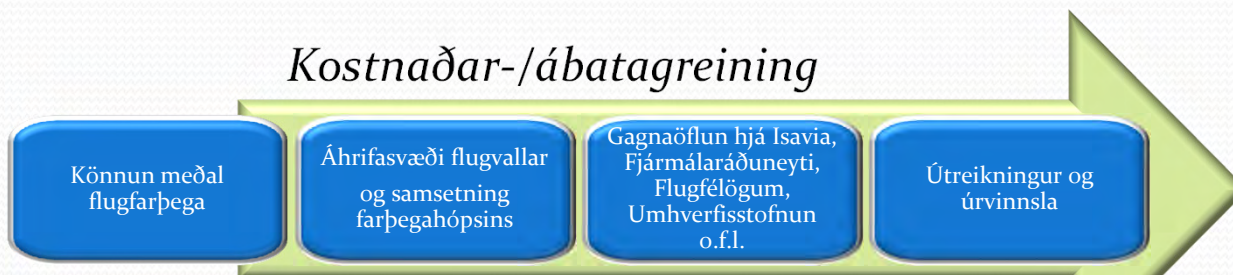 Kostnaðar-/ábatagreining
Könnun meðal
flugfarþega
Áhrifasvæði flugvallar
og samsetning
farþegahópsins
Gagnaöflun hjá Isavia,
Fjármálaráðuneyti,
Flugfélögum,
Umhverfisstofnun
o.f.l.
Útreikningur og
úrvinnsla